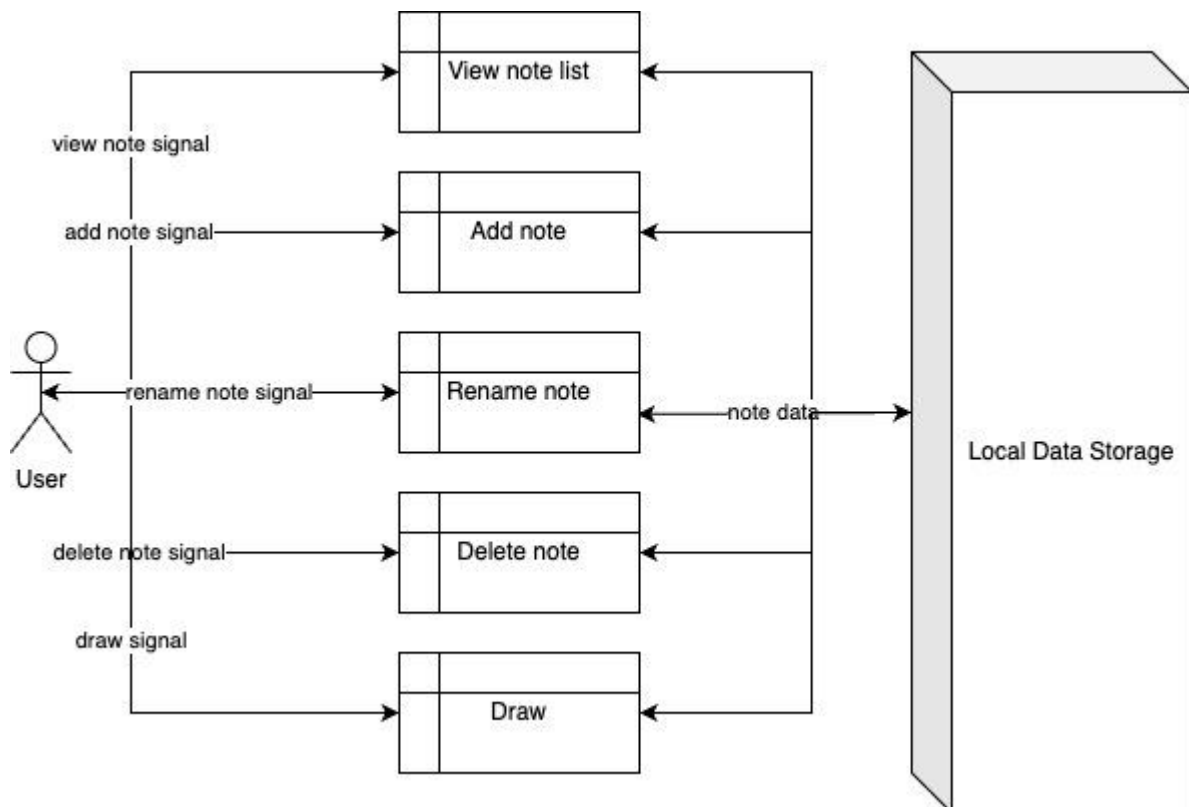 View note list
view note signal
add note signal
Add note
rename note signal
Rename note
note data
Local Data Storage
User
delete note signal
Delete note
draw signal
Draw